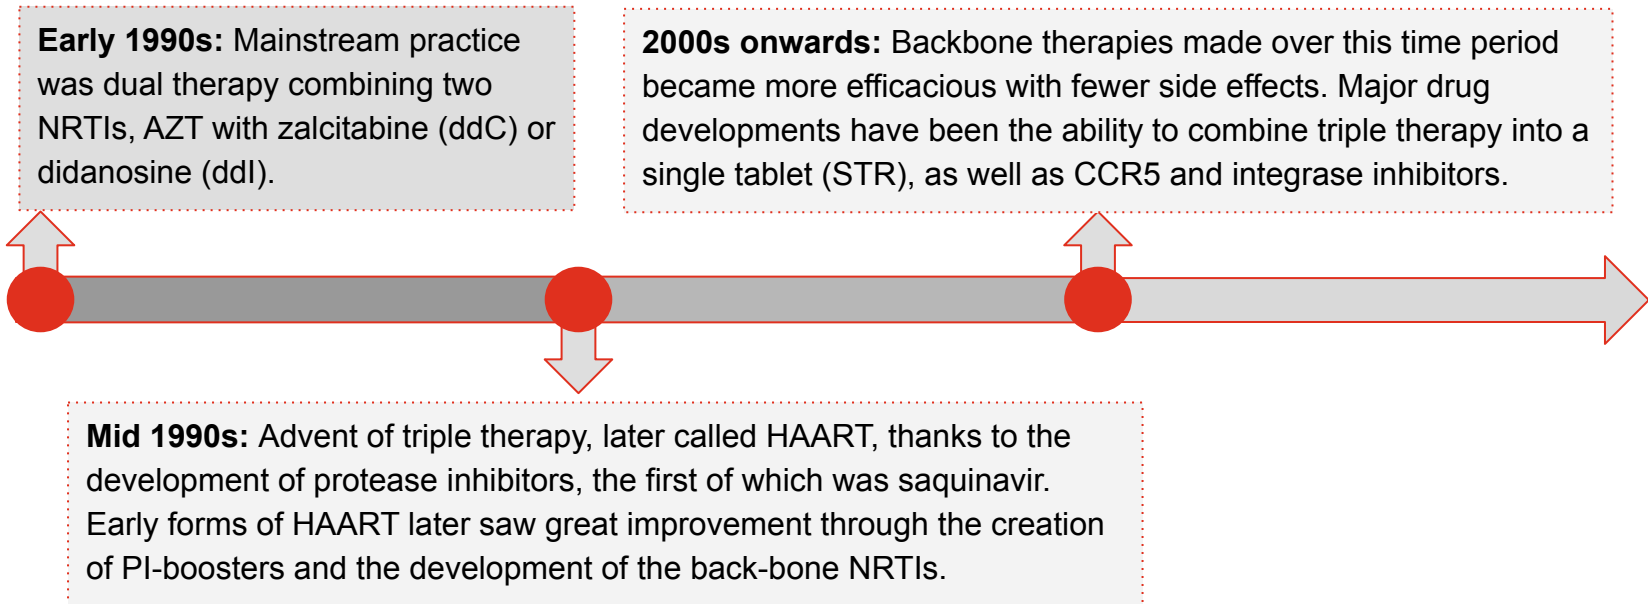 Early 1990s: Mainstream practice
was dual therapy combining two
NRTIs, AZT with zalcitabine (ddC) or
didanosine (ddI).
2000s onwards: Backbone therapies made over this time period
became more efficacious with fewer side effects. Major drug
developments have been the ability to combine triple therapy into a
single tablet (STR), as well as CCR5 and integrase inhibitors.
Mid 1990s: Advent of triple therapy, later called HAART, thanks to the
development of protease inhibitors, the first of which was saquinavir.
Early forms of HAART later saw great improvement through the creation
of PI-boosters and the development of the back-bone NRTIs.